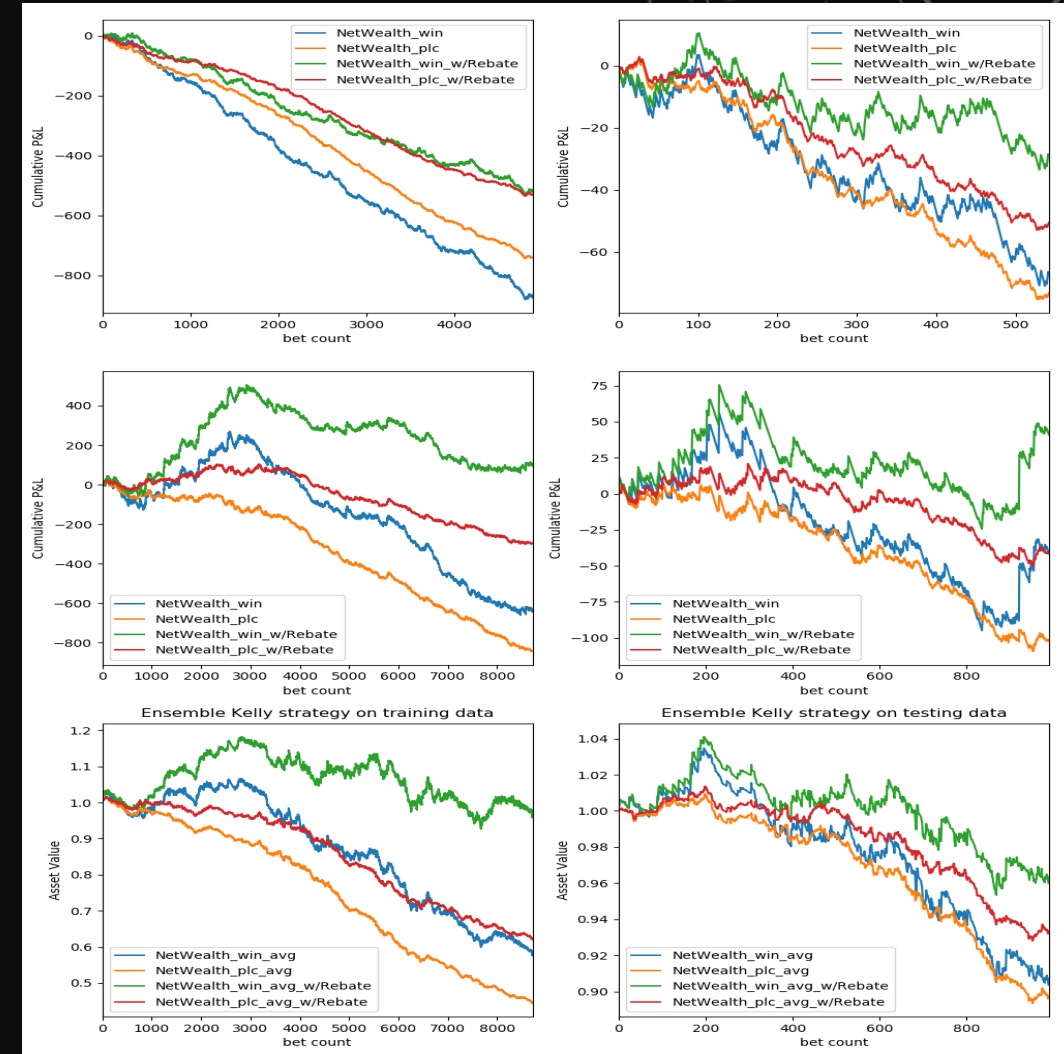 NetWealth_win
NetWealth_plc
NetWealth_win_w/Rebate
NetWealth_plc_w/Rebate
0
−200
−400
−600
−800
Cumulative P&L
0 1000 2000 3000 4000
bet count
NetWealth_win
NetWealth_plc
NetWealth_win_w/Rebate
NetWealth_plc_w/Rebate
0
−20
−40
−60
Cumulative P&L
0 100 200 300 400 500
bet count
400
200
0
−200
−400
−600
−800
Cumulative P&L
NetWealth_win
NetWealth_plc
NetWealth_win_w/Rebate
NetWealth_plc_w/Rebate
0 1000 2000 3000 4000 5000 6000 7000 8000
bet count
75
50
25
0
−25
−50
−75
−100
Cumulative P&L
NetWealth_win
NetWealth_plc
NetWealth_win_w/Rebate
NetWealth_plc_w/Rebate
0 200 400 600 800
bet count
Ensemble Kelly strategy on training data
1.2
1.1
1.0
0.9
0.8
0.7
0.6
0.5
Asset Value
NetWealth_win_avg
NetWealth_plc_avg
NetWealth_win_avg_w/Rebate
NetWealth_plc_avg_w/Rebate
0 1000 2000 3000 4000 5000 6000 7000 8000
bet count
Ensemble Kelly strategy on testing data
1.04
1.02
1.00
0.98
0.96
0.94
0.92
0.90
Asset Value
NetWealth_win_avg
NetWealth_plc_avg
NetWealth_win_avg_w/Rebate
NetWealth_plc_avg_w/Rebate
0 200 400 600 800
bet count